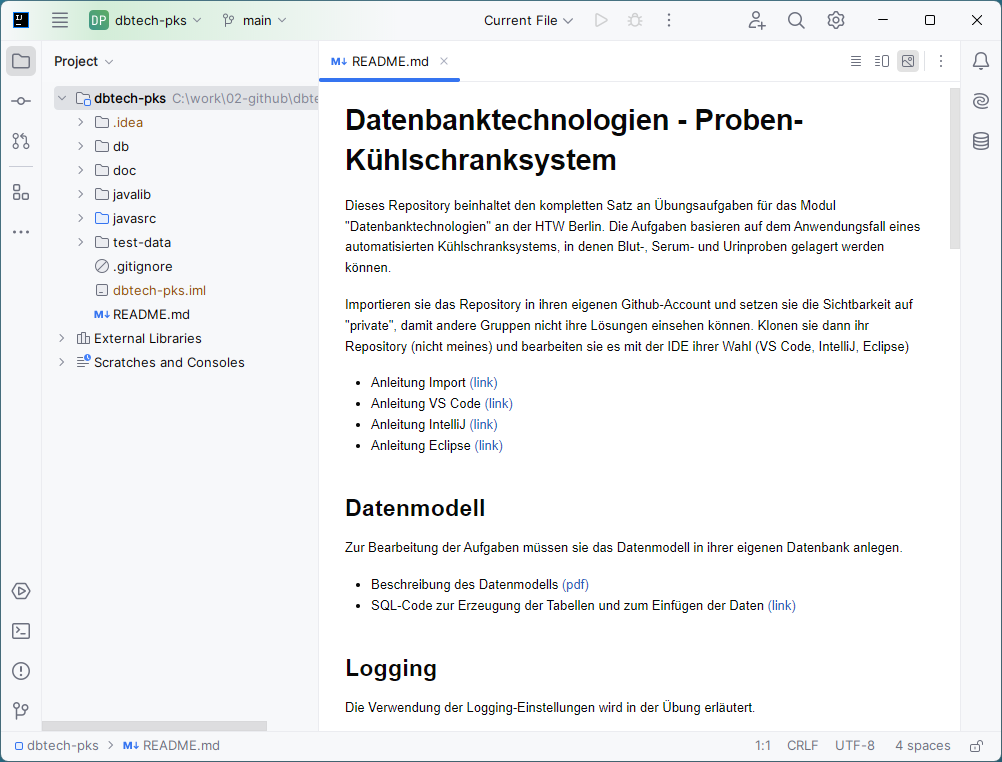 DP dbtech-pks main Current File
Project
README.md
dbtech-pks C:\work\02-github\dbte
.idea
db
doc
javalib
javasrc
test-data
.gitignore
dbtech-pks.iml
M↓ README.md
External Libraries
Scratches and Consoles
Datenbanktechnologien - Proben-
Kühlschranksystem
Dieses Repository beinhaltet den kompletten Satz an Übungsaufgaben für das Modul
"Datenbanktechnologien" an der HTW Berlin. Die Aufgaben basieren auf dem Anwendungsfall eines
automatisierten Kühlschranksystems, in denen Blut-, Serum- und Urinproben gelagert werden
können.
Importieren sie das Repository in ihren eigenen Github-Account und setzen sie die Sichtbarkeit auf
"private", damit andere Gruppen nicht ihre Lösungen einsehen können. Klonen sie dann ihr
Repository (nicht meines) und bearbeiten sie es mit der IDE ihrer Wahl (VS Code, IntelliJ, Eclipse)
• Anleitung Import (link)
• Anleitung VS Code (link)
• Anleitung IntelliJ (link)
• Anleitung Eclipse (link)
Datenmodell
Zur Bearbeitung der Aufgaben müssen sie das Datenmodell in ihrer eigenen Datenbank anlegen.
• Beschreibung des Datenmodells (pdf)
• SQL-Code zur Erzeugung der Tabellen und zum Einfügen der Daten (link)
Logging
Die Verwendung der Logging-Einstellungen wird in der Übung erläutert.
dbtech-pks > M↓ README.md 1:1 CRLF UTF-8 4 spaces